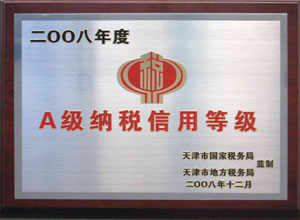 二OO八年度
税
A级纳税信用等级
天津市国家税务局
天津市地方税务局
监制
二OO八年十二月